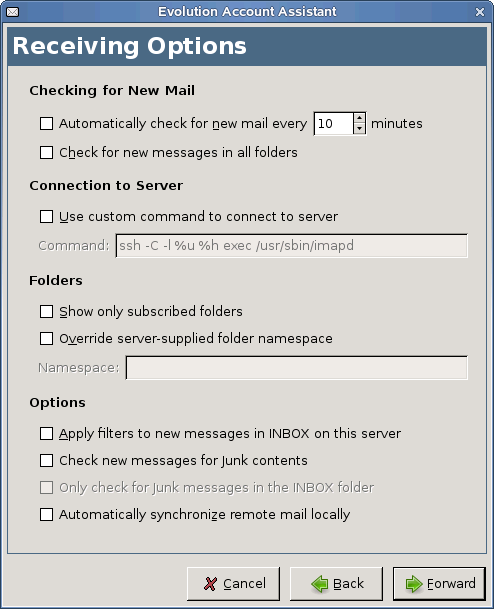 Evolution Account Assistant
Receiving Options
Checking for New Mail
Automatically check for new mail every 10 minutes
Check for new messages in all folders
Connection to Server
Use custom command to connect to server
Command: ssh -C -l %u %h exec /usr/sbin/imapd
Folders
Show only subscribed folders
Override server-supplied folder namespace
Namespace:
Options
Apply filters to new messages in INBOX on this server
Check new messages for Junk contents
Only check for Junk messages in the INBOX folder
Automatically synchronize remote mail locally
Cancel Back Forward